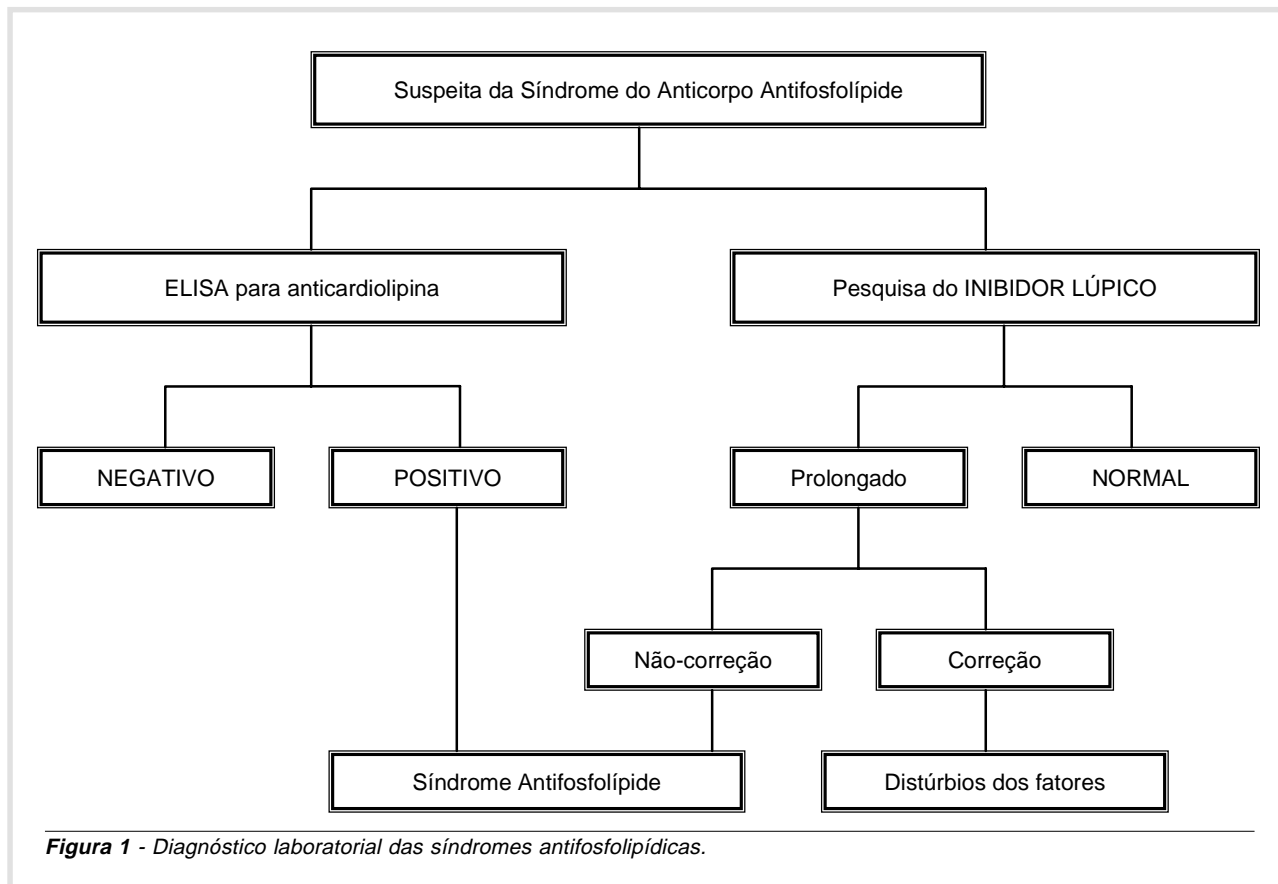 Suspeita da Síndrome do Anticorpo Antifosfolípide
ELISA para anticardiolipina
Pesquisa do INIBIDOR LÚPICO
NEGATIVO
POSITIVO
Prolongado
NORMAL
Não-correção
Correção
Síndrome Antifosfolípide
Distúrbios dos fatores
Figura 1 - Diagnóstico laboratorial das síndromes antifosfolipídicas.